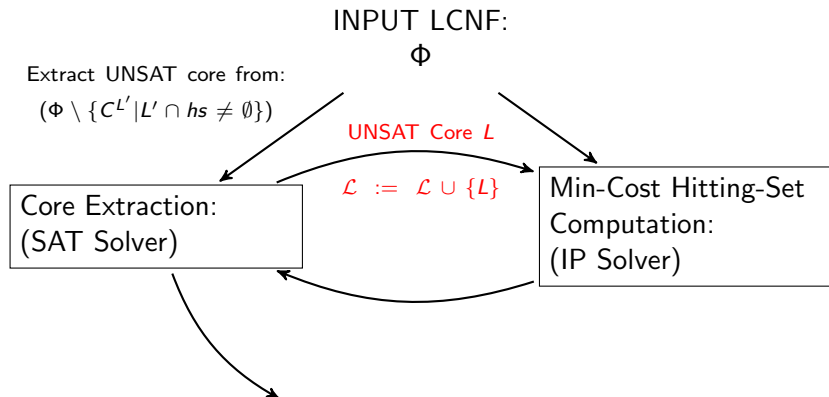 INPUT LCNF:
Φ
Extract UNSAT core from:
(Φ \ {C^{L'} | L' ∩ hs ≠ ∅})
UNSAT Core L
ℒ := ℒ ∪ {L}
Core Extraction:
(SAT Solver)
Min-Cost Hitting-Set
Computation:
(IP Solver)